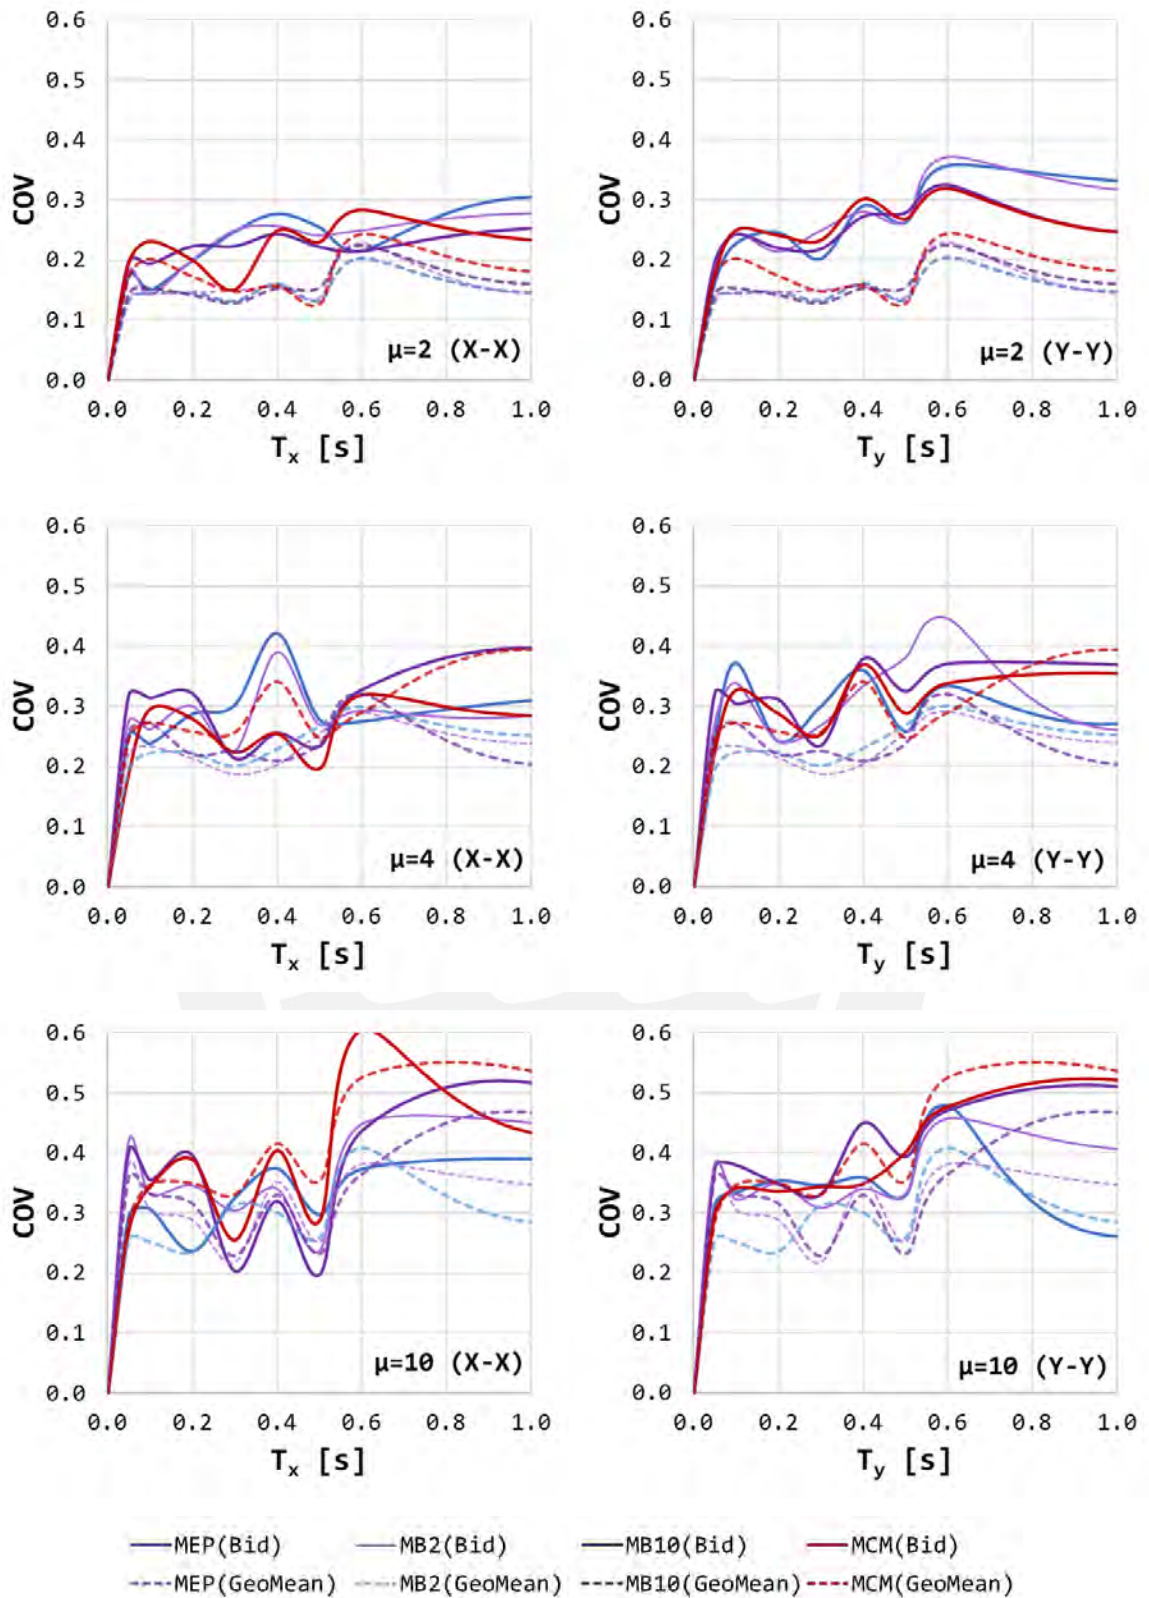 0.6
0.5
0.4
0.3
0.2
0.1
0.0
COV
0.0 0.2 0.4 0.6 0.8 1.0
Tx [s]
μ=2 (X-X)
0.6
0.5
0.4
0.3
0.2
0.1
0.0
COV
0.0 0.2 0.4 0.6 0.8 1.0
Ty [s]
μ=2 (Y-Y)
0.6
0.5
0.4
0.3
0.2
0.1
0.0
COV
0.0 0.2 0.4 0.6 0.8 1.0
Tx [s]
μ=4 (X-X)
0.6
0.5
0.4
0.3
0.2
0.1
0.0
COV
0.0 0.2 0.4 0.6 0.8 1.0
Ty [s]
μ=4 (Y-Y)
0.6
0.5
0.4
0.3
0.2
0.1
0.0
COV
0.0 0.2 0.4 0.6 0.8 1.0
Tx [s]
μ=10 (X-X)
0.6
0.5
0.4
0.3
0.2
0.1
0.0
COV
0.0 0.2 0.4 0.6 0.8 1.0
Ty [s]
μ=10 (Y-Y)
MEP(Bid) MB2(Bid) MB10(Bid) MCM(Bid)
MEP(GeoMean) MB2(GeoMean) MB10(GeoMean) MCM(GeoMean)